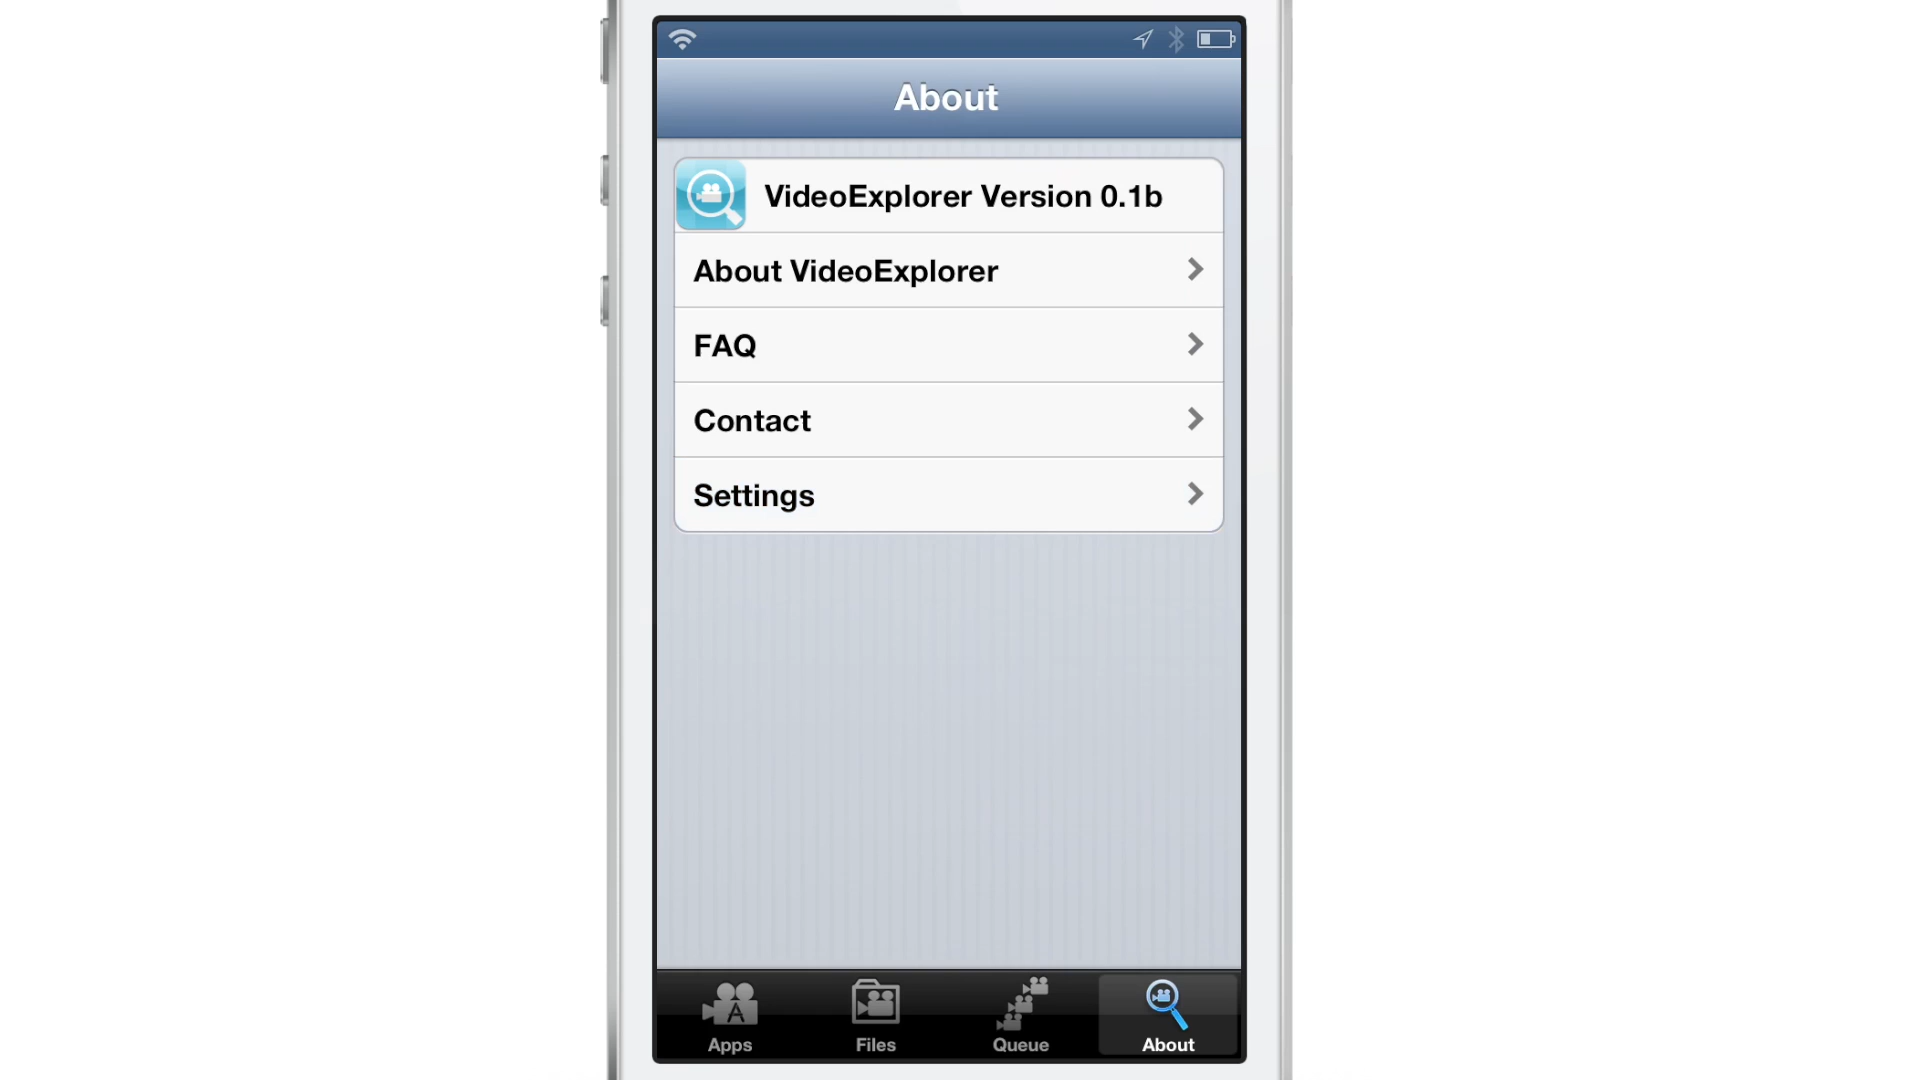 About
VideoExplorer Version 0.1b
About VideoExplorer
FAQ
Contact
Settings
A
Apps
Files
Queue
About